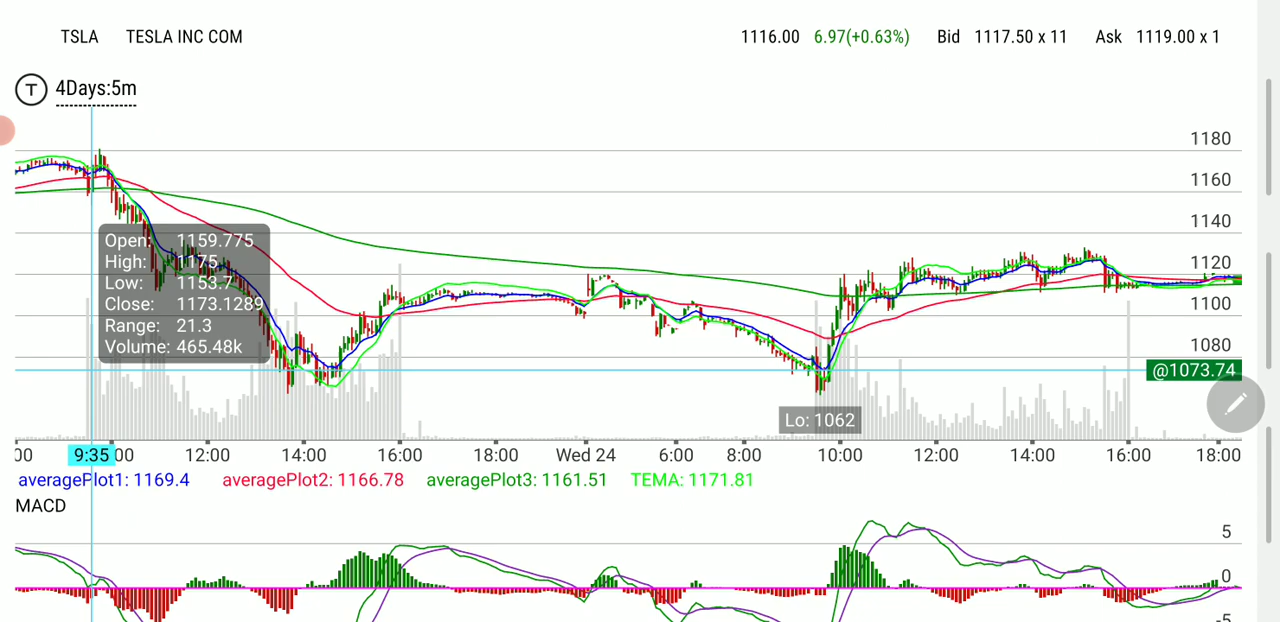 TSLA TESLA INC COM 1116.00 6.97(+0.63%) Bid 1117.50 x 11 Ask 1119.00 x 1
T 4Days:5m
1180
1160
1140
1120
1100
1080
Open: 1159.775
High: 1175
Low: 1153.7
Close: 1173.1289
Range: 21.3
Volume: 465.48k
@1073.74
Lo: 1062
:00 9:35 :00 12:00 14:00 16:00 18:00 Wed 24 6:00 8:00 10:00 12:00 14:00 16:00 18:00
averagePlot1: 1169.4 averagePlot2: 1166.78 averagePlot3: 1161.51 TEMA: 1171.81
MACD
5
0
-5